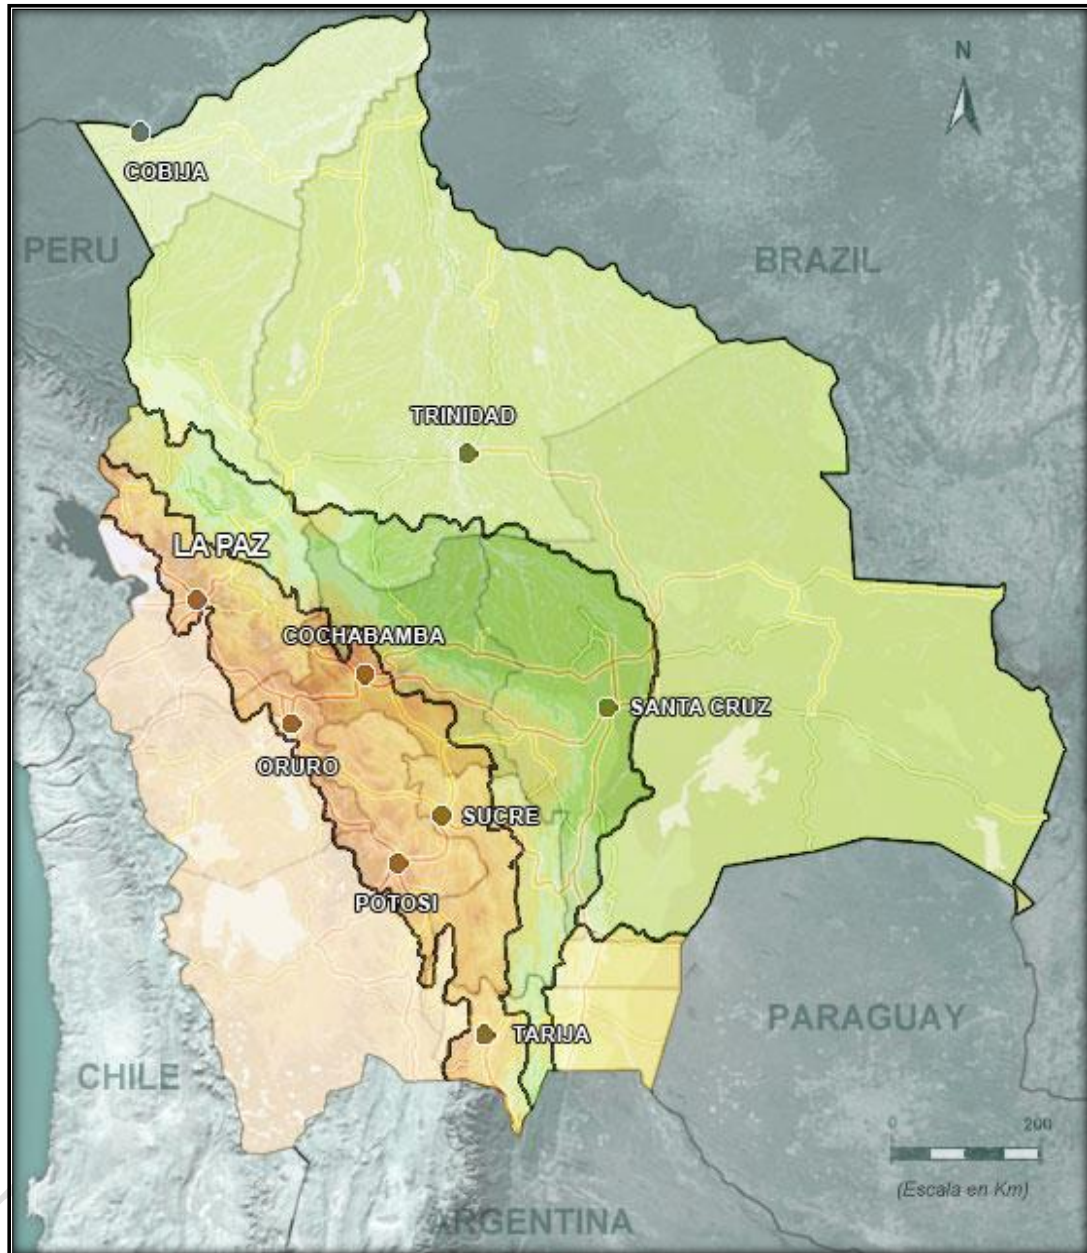 N
COBIJA
PERU
BRAZIL
TRINIDAD
LA PAZ
COCHABAMBA
SANTA CRUZ
ORURO
SUCRE
POTOSI
PARAGUAY
TARIJA
CHILE
0 200
(Escala en Km)
ARGENTINA